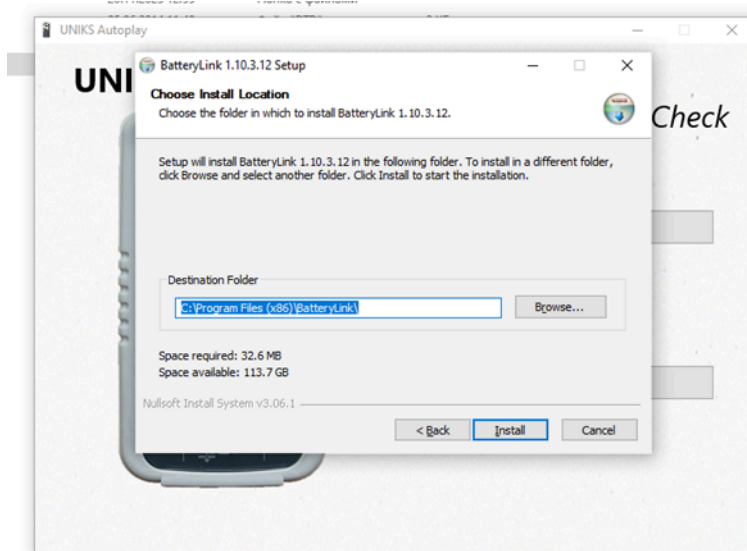 UNIKS Autoplay
UNI
Check
BatteryLink 1.10.3.12 Setup
Choose Install Location
Choose the folder in which to install BatteryLink 1.10.3.12.
Setup will install BatteryLink 1.10.3.12 in the following folder. To install in a different folder,
click Browse and select another folder. Click Install to start the installation.
Destination Folder
C:\Program Files (x86)\BatteryLink\
Browse...
Space required: 32.6 MB
Space available: 113.7 GB
Nullsoft Install System v3.06.1
< Back
Install
Cancel